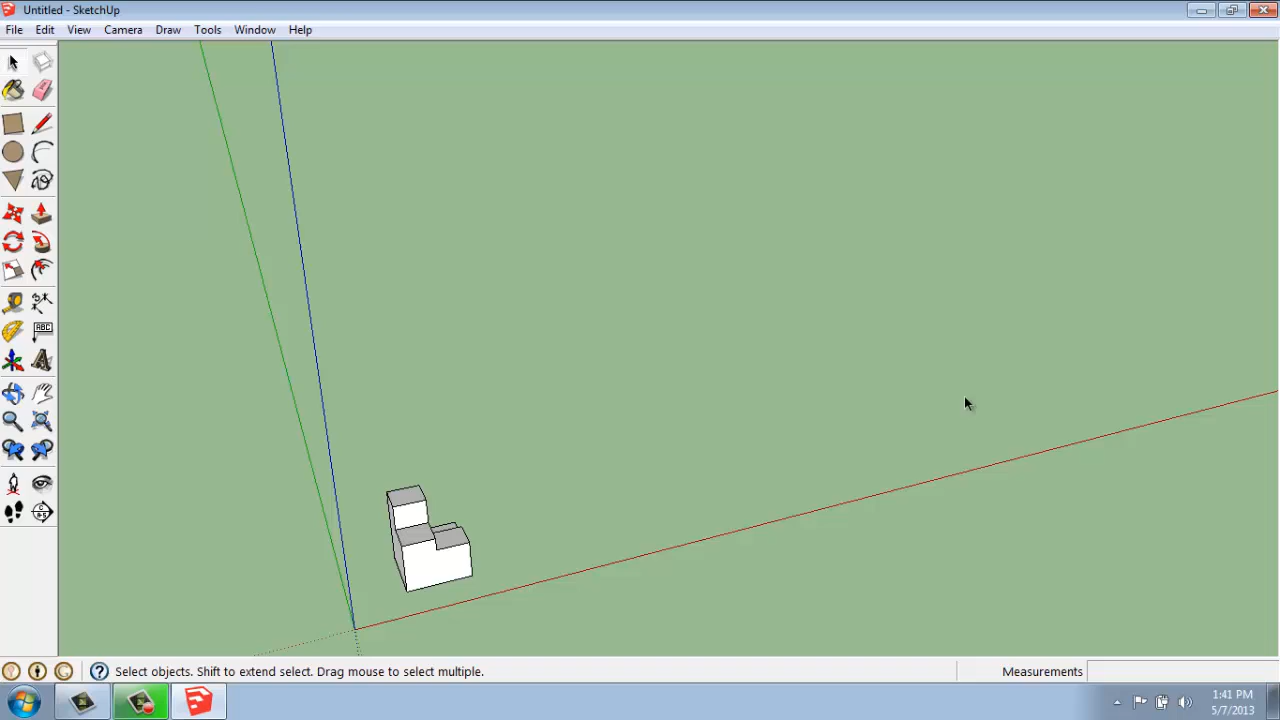 Untitled - SketchUp
File Edit View Camera Draw Tools Window Help
ABC
Select objects. Shift to extend select. Drag mouse to select multiple.
Measurements
1:41 PM
5/7/2013